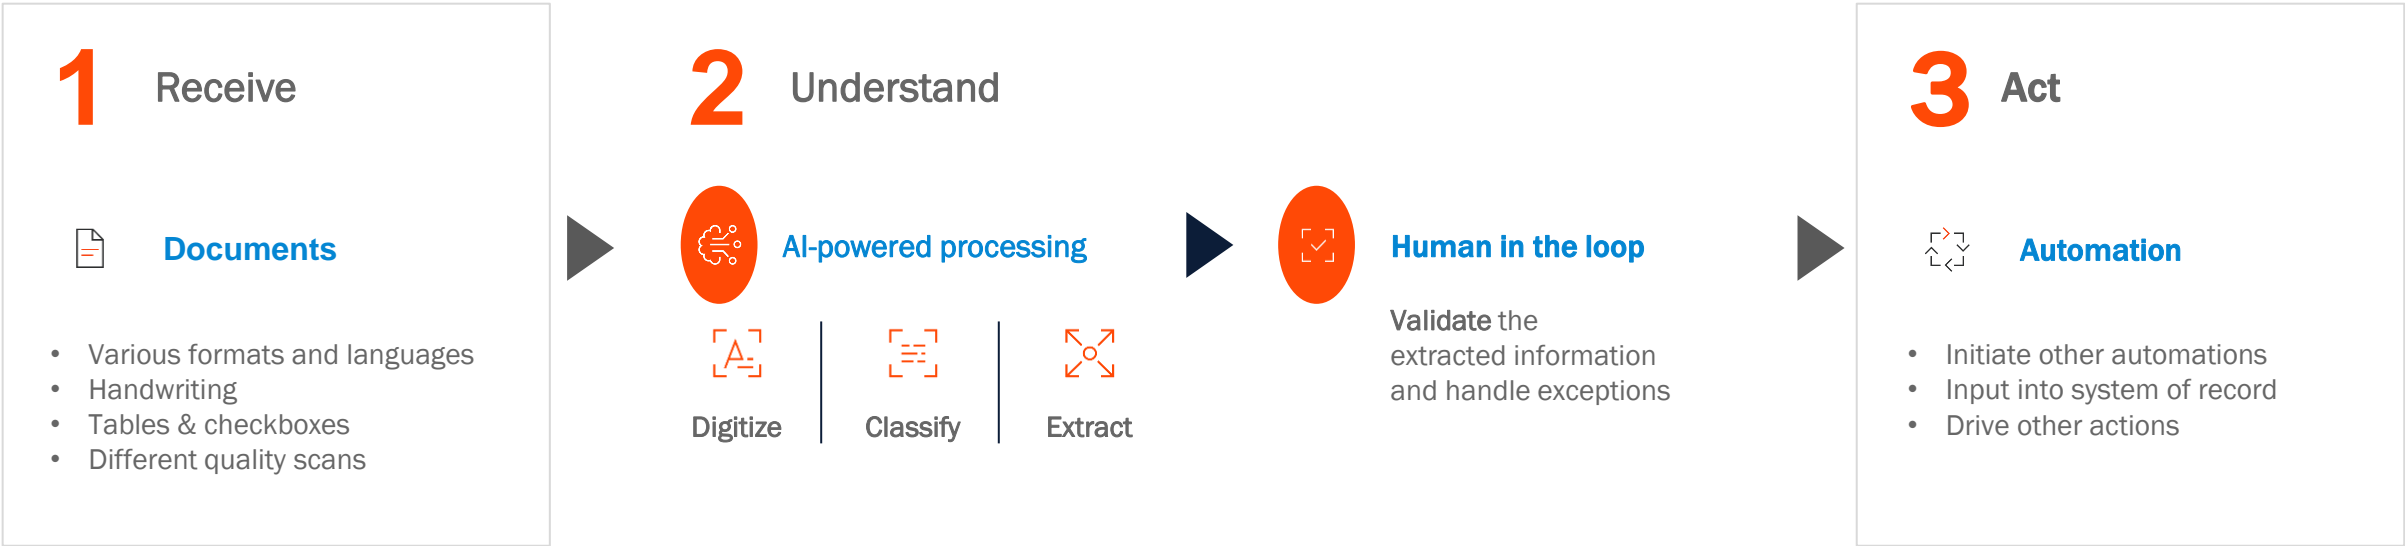 1 Receive
Documents
• Various formats and languages
• Handwriting
• Tables & checkboxes
• Different quality scans
2 Understand
AI-powered processing
Digitize
Classify
Extract
Human in the loop
Validate the
extracted information
and handle exceptions
3 Act
Automation
• Initiate other automations
• Input into system of record
• Drive other actions